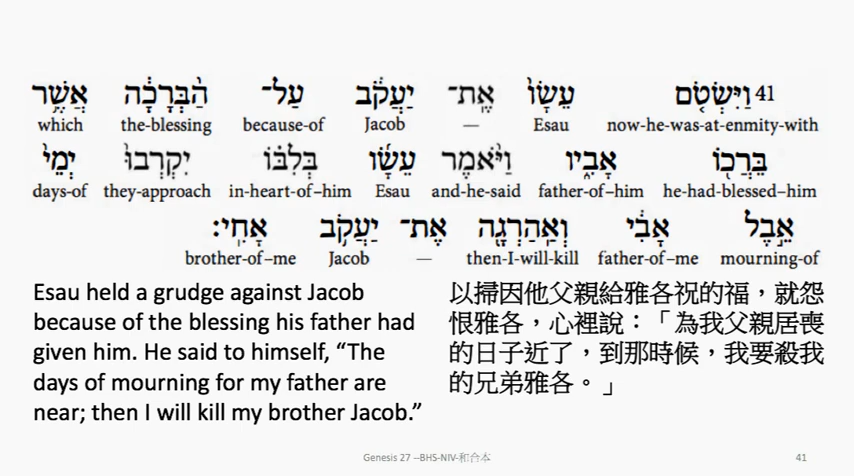 41 וַיִּשְׂטֹ֤ם עֵשָׂו֙ אֶֽת־ יַעֲקֹ֔ב עַל־ הַ֨בְּרָכָ֔ה אֲשֶׁ֥ר
which the-blessing because-of Jacob — Esau now-he-was-at-enmity-with
בֵּרֲכ֖וֹ אָבִ֑יו וַיֹּ֨אמֶר עֵשָׂ֜ו בְּלִבּ֗וֹ יִקְרְבוּ֙ יְמֵי֙
days-of they-approach in-heart-of–him Esau and-he-said father-of–him he-had-blessed–him
אֵ֣בֶל אָבִ֔י וְאַֽהַרְגָ֖ה אֶת־ יַעֲקֹ֥ב אָחִֽי׃
brother-of–me Jacob — then-I-will-kill father-of–me mourning-of
Esau held a grudge against Jacob
because of the blessing his father had
given him. He said to himself, “The
days of mourning for my father are
near; then I will kill my brother Jacob.”
以掃因他父親給雅各祝的福，就怨
恨雅各，心裡說：「為我父親居喪
的日子近了，到那時候，我要殺我
的兄弟雅各。」
Genesis 27 --BHS-NIV-和合本
41